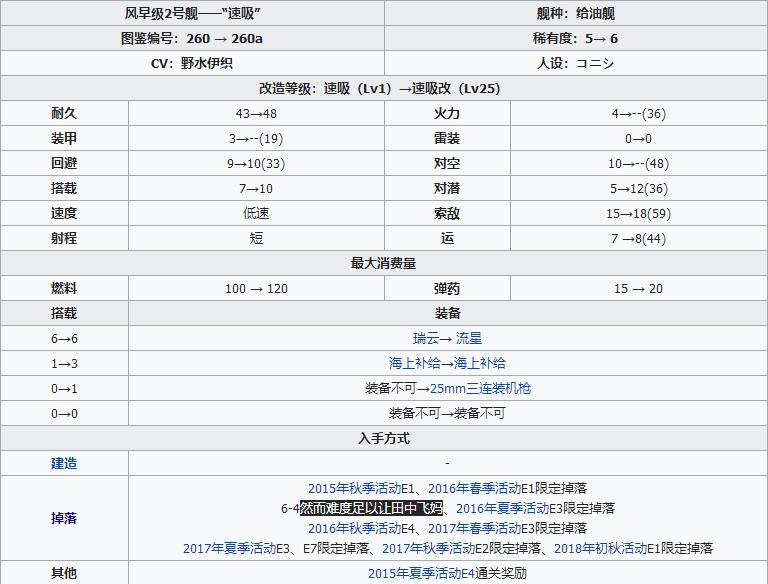 风早级2号舰——“速吸” 舰种：给油舰
图鉴编号：260 → 260a 稀有度：5→ 6
CV：野水伊织 人设：コニシ
改造等级：速吸（Lv1）→速吸改（Lv25）
耐久 43→48 火力 4→--(36)
装甲 3→--(19) 雷装 0→0
回避 9→10(33) 对空 10→--(48)
搭载 7→10 对潜 5→12(36)
速度 低速 索敌 15→18(59)
射程 短 运 7 →8(44)
最大消费量
燃料 100 → 120 弹药 15 → 20
搭载 装备
6→6 瑞云→ 流星
1→3 海上补给→海上补给
0→1 装备不可→25mm三连装机枪
0→0 装备不可→装备不可
入手方式
建造 -
掉落 2015年秋季活动E1、2016年春季活动E1限定掉落
6-4然而难度足以让田中飞妈、2016年夏季活动E3限定掉落
2016年秋季活动E4、2017年春季活动E3限定掉落
2017年夏季活动E3、E7限定掉落、2017年秋季活动E2限定掉落、2018年初秋活动E1限定掉落
其他 2015年夏季活动E4通关奖励